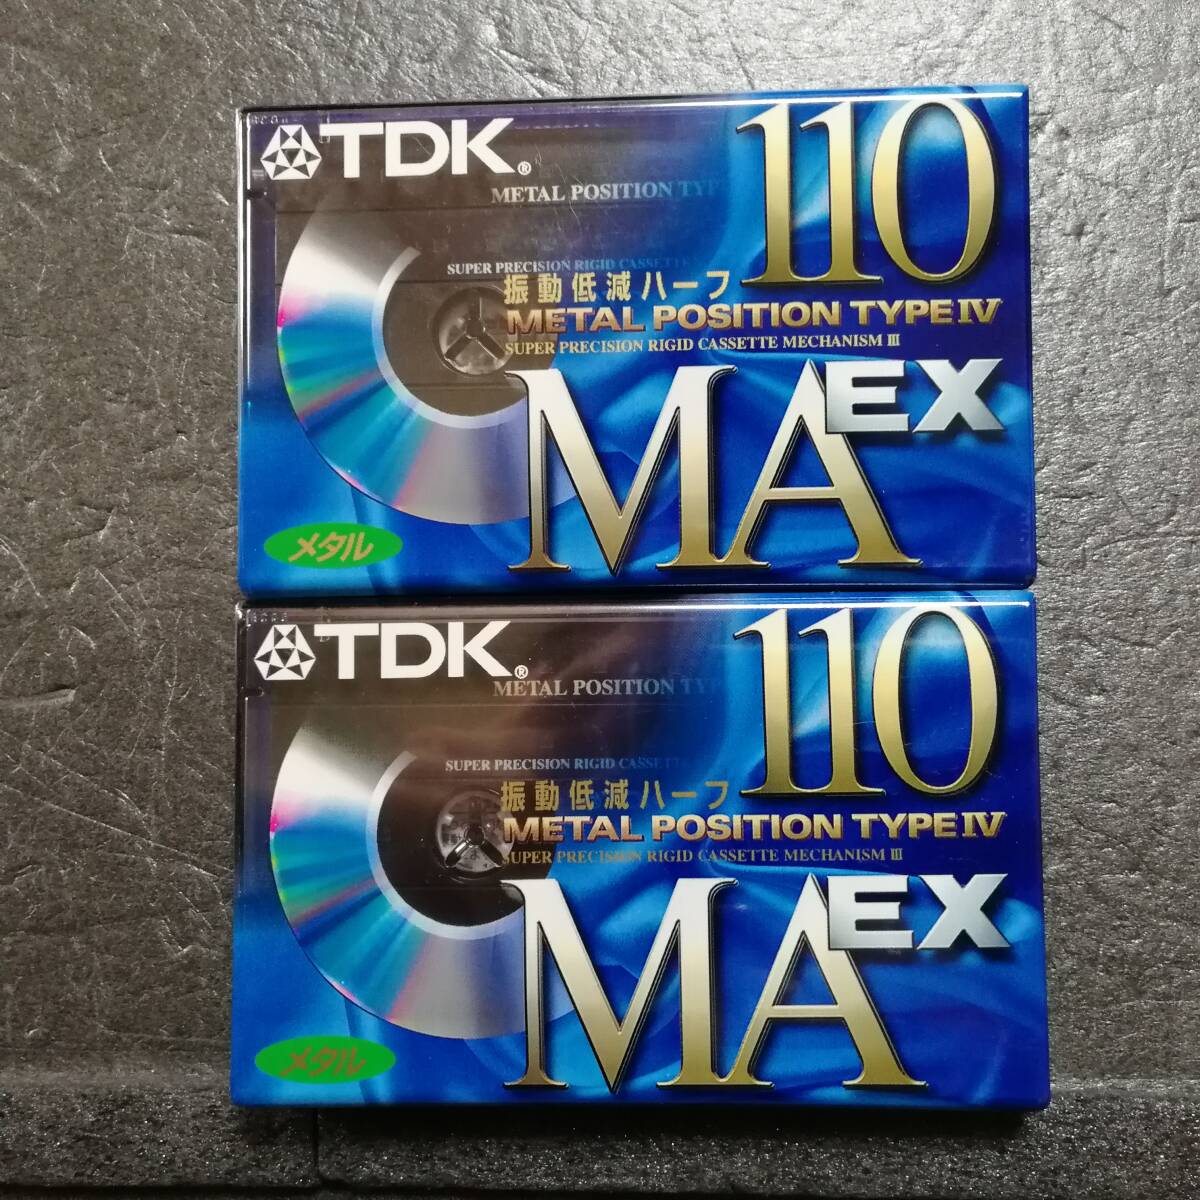 TDK®
110
METAL POSITION TYP
SUPER PRECISION RIGID CASSETTE
振動低減ハーフ
METAL POSITION TYPE IV
SUPER PRECISION RIGID CASSETTE MECHANISM III
MA EX
メタル
TDK®
110
METAL POSITION TYP
SUPER PRECISION RIGID CASSETTE
振動低減ハーフ
METAL POSITION TYPE IV
SUPER PRECISION RIGID CASSETTE MECHANISM III
MA EX
メタル